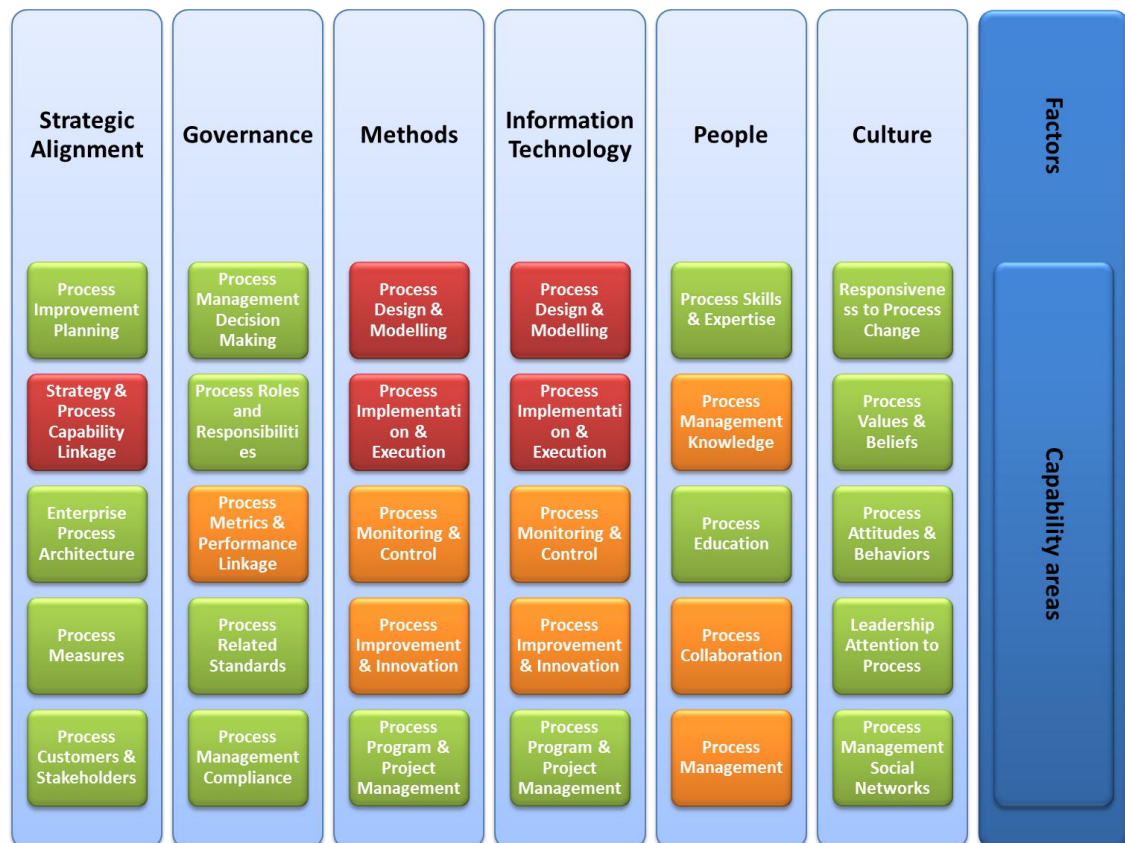 Strategic
Alignment
Governance
Methods
Information
Technology
People
Culture
Factors
Process
Improvement
Planning
Process
Management
Decision
Making
Process
Design &
Modelling
Process
Design &
Modelling
Process Skills
& Expertise
Responsivene
ss to Process
Change
Strategy &
Process
Capability
Linkage
Process Roles
and
Responsibiliti
es
Process
Implementati
on &
Execution
Process
Implementati
on &
Execution
Process
Management
Knowledge
Process
Values &
Beliefs
Enterprise
Process
Architecture
Process
Metrics &
Performance
Linkage
Process
Monitoring &
Control
Process
Monitoring &
Control
Process
Education
Process
Attitudes &
Behaviors
Process
Measures
Process
Related
Standards
Process
Improvement
& Innovation
Process
Improvement
& Innovation
Process
Collaboration
Leadership
Attention to
Process
Process
Customers &
Stakeholders
Process
Management
Compliance
Process
Program &
Project
Management
Process
Program &
Project
Management
Process
Management
Process
Management
Social
Networks
Capability areas